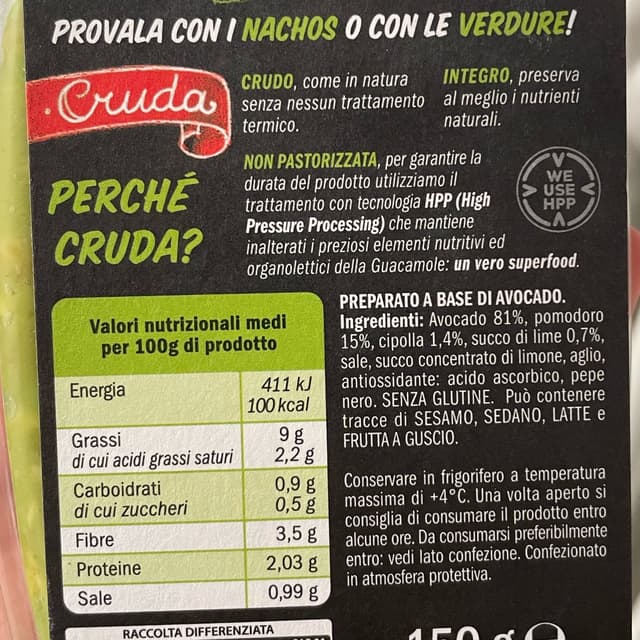 PROVALA CON I NACHOS O CON LE VERDURE!
Cruda
CRUDO, come in natura
senza nessun trattamento
termico.
INTEGRO, preserva
al meglio i nutrienti
naturali.
PERCHÉ
CRUDA?
NON PASTORIZZATA, per garantire la
durata del prodotto utilizziamo il
trattamento con tecnologia HPP (High
Pressure Processing) che mantiene
inalterati i preziosi elementi nutritivi ed
organolettici della Guacamole: un vero superfood.
WE
USE
HPP
Valori nutrizionali medi
per 100g di prodotto
Energia 411 kJ
100 kcal
Grassi 9 g
di cui acidi grassi saturi 2,2 g
Carboidrati 0,9 g
di cui zuccheri 0,5 g
Fibre 3,5 g
Proteine 2,03 g
Sale 0,99 g
PREPARATO A BASE DI AVOCADO.
Ingredienti: Avocado 81%, pomodoro
15%, cipolla 1,4%, succo di lime 0,7%,
sale, succo concentrato di limone, aglio,
antiossidante: acido ascorbico, pepe
nero. SENZA GLUTINE. Può contenere
tracce di SESAMO, SEDANO, LATTE e
FRUTTA A GUSCIO.
Conservare in frigorifero a temperatura
massima di +4°C. Una volta aperto si
consiglia di consumare il prodotto entro
alcune ore. Da consumarsi preferibilmente
entro: vedi lato confezione. Confezionato
in atmosfera protettiva.
RACCOLTA DIFFERENZIATA
150 g